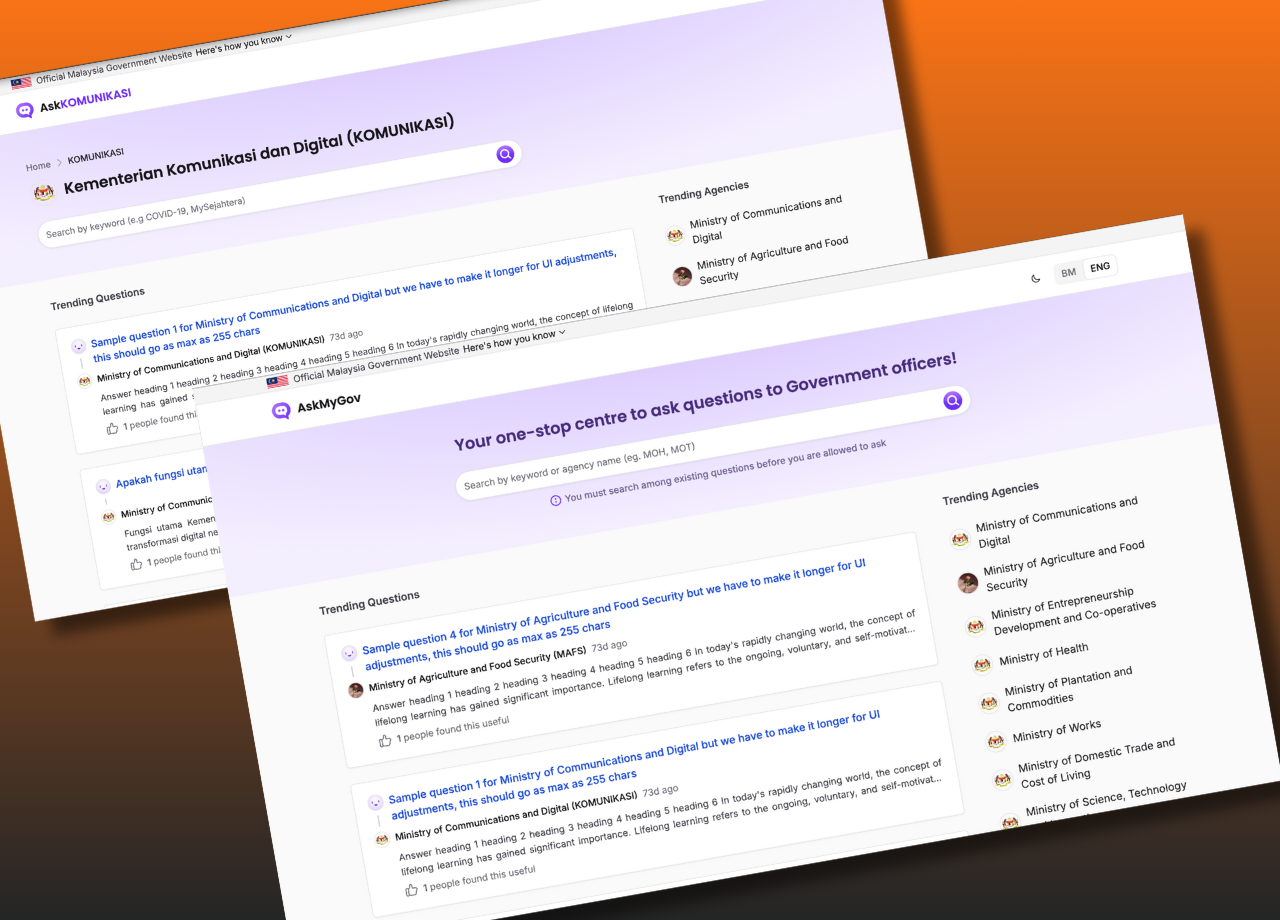 Official Malaysia Government Website Here's how you know
AskKOMUNIKASI
Home > KOMUNIKASI
Kementerian Komunikasi dan Digital (KOMUNIKASI)
Search by keyword (e.g COVID-19, MySejahtera)
Trending Questions
Sample question 1 for Ministry of Communications and Digital but we have to make it longer for UI adjustments,
this should go as max as 255 chars
Ministry of Communications and Digital (KOMUNIKASI) 73d ago
Answer heading 1 heading 2 heading 3 heading 4 heading 5 heading 6 In today's rapidly changing world, the concept of lifelong
learning has gained
1 people found this
Apakah fungsi
Ministry of
Fungsi utama
transformasi digital
1 people found
Trending Agencies
Ministry of Communications and
Digital
Ministry of Agriculture and Food
Security
Official Malaysia Government Website Here's how you know
AskMyGov
BM ENG
Your one-stop centre to ask questions to Government officers!
Search by keyword or agency name (eg. MOH, MOT)
You must search among existing questions before you are allowed to ask
Trending Questions
Sample question 4 for Ministry of Agriculture and Food Security but we have to make it longer for UI
adjustments, this should go as max as 255 chars
Ministry of Agriculture and Food Security (MAFS) 73d ago
Answer heading 1 heading 2 heading 3 heading 4 heading 5 heading 6 In today's rapidly changing world, the concept of
lifelong learning has gained significant importance. Lifelong learning refers to the ongoing, voluntary, and self-motivat...
1 people found this useful
Sample question 1 for Ministry of Communications and Digital but we have to make it longer for UI
adjustments, this should go as max as 255 chars
Ministry of Communications and Digital (KOMUNIKASI) 73d ago
Answer heading 1 heading 2 heading 3 heading 4 heading 5 heading 6 In today's rapidly changing world, the concept of
lifelong learning has gained significant importance. Lifelong learning refers to the ongoing, voluntary, and self-motivat...
1 people found this useful
Trending Agencies
Ministry of Communications and
Digital
Ministry of Agriculture and Food
Security
Ministry of Entrepreneurship
Development and Co-operatives
Ministry of Health
Ministry of Plantation and
Commodities
Ministry of Works
Ministry of Domestic Trade and
Cost of Living
Ministry of Science, Technology